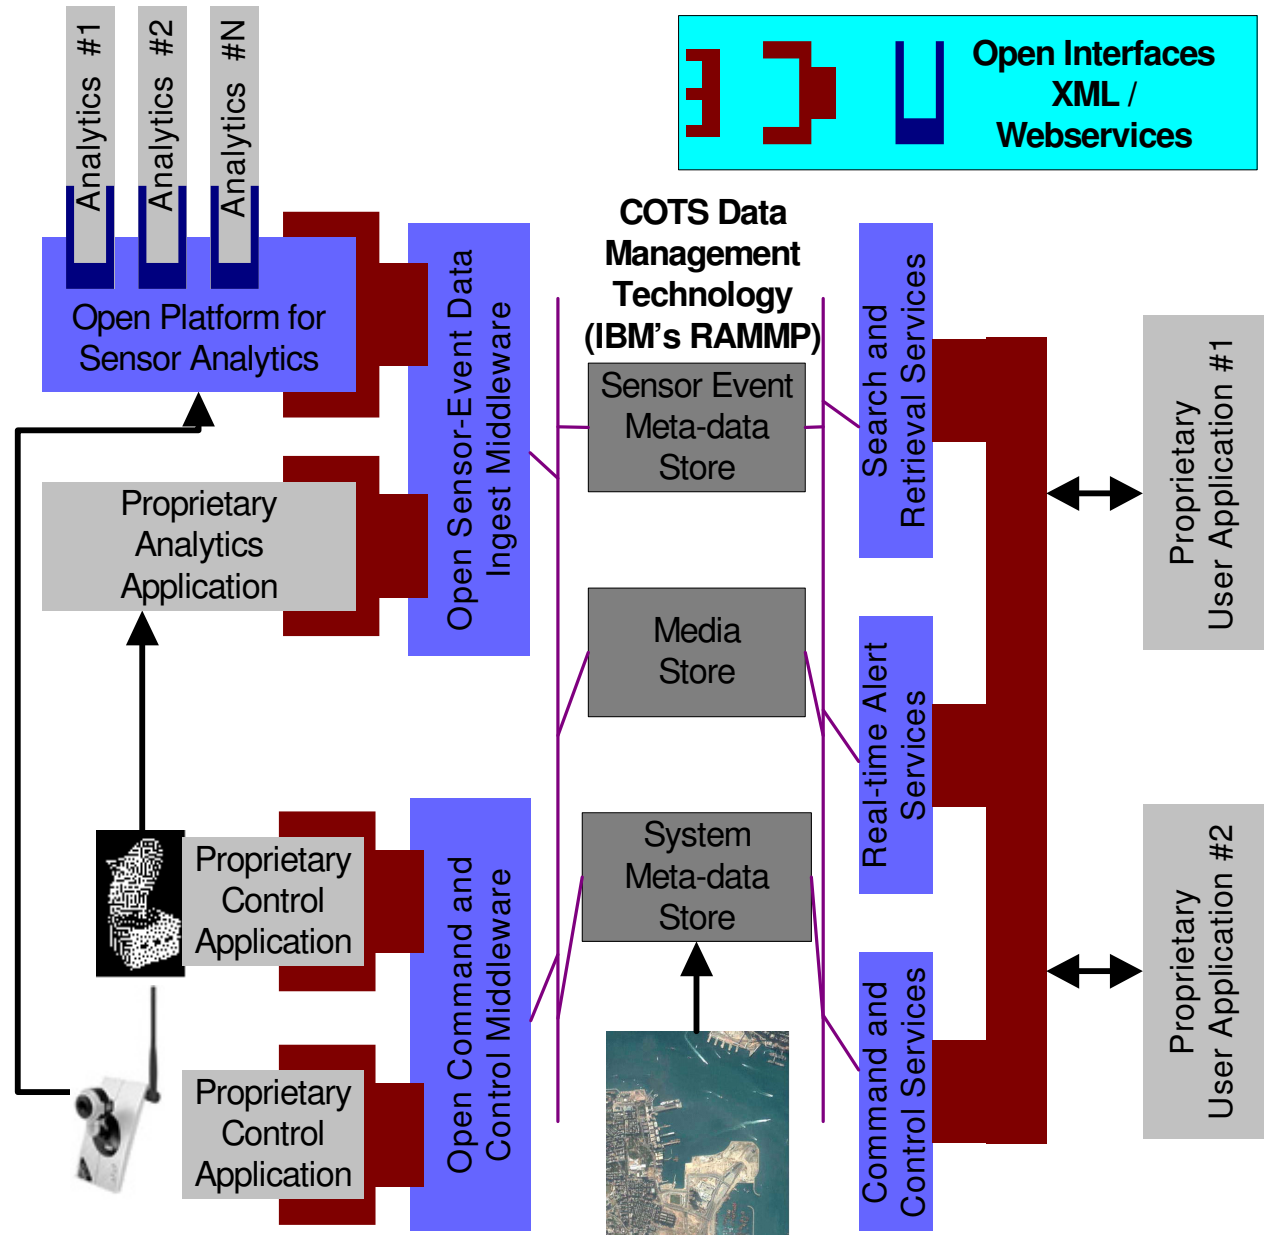 Analytics #1
Analytics #2
Analytics #N
Open Interfaces
XML /
Webservices
Open Platform for
Sensor Analytics
Open Sensor-Event Data
Ingest Middleware
COTS Data
Management
Technology
(IBM's RAMMP)
Sensor Event
Meta-data
Store
Search and
Retrieval Services
Proprietary
User Application #1
Proprietary
Analytics
Application
Media
Store
Real-time Alert
Services
Proprietary
Control
Application
Open Command and
Control Middleware
System
Meta-data
Store
Command and
Control Services
Proprietary
User Application #2
Proprietary
Control
Application